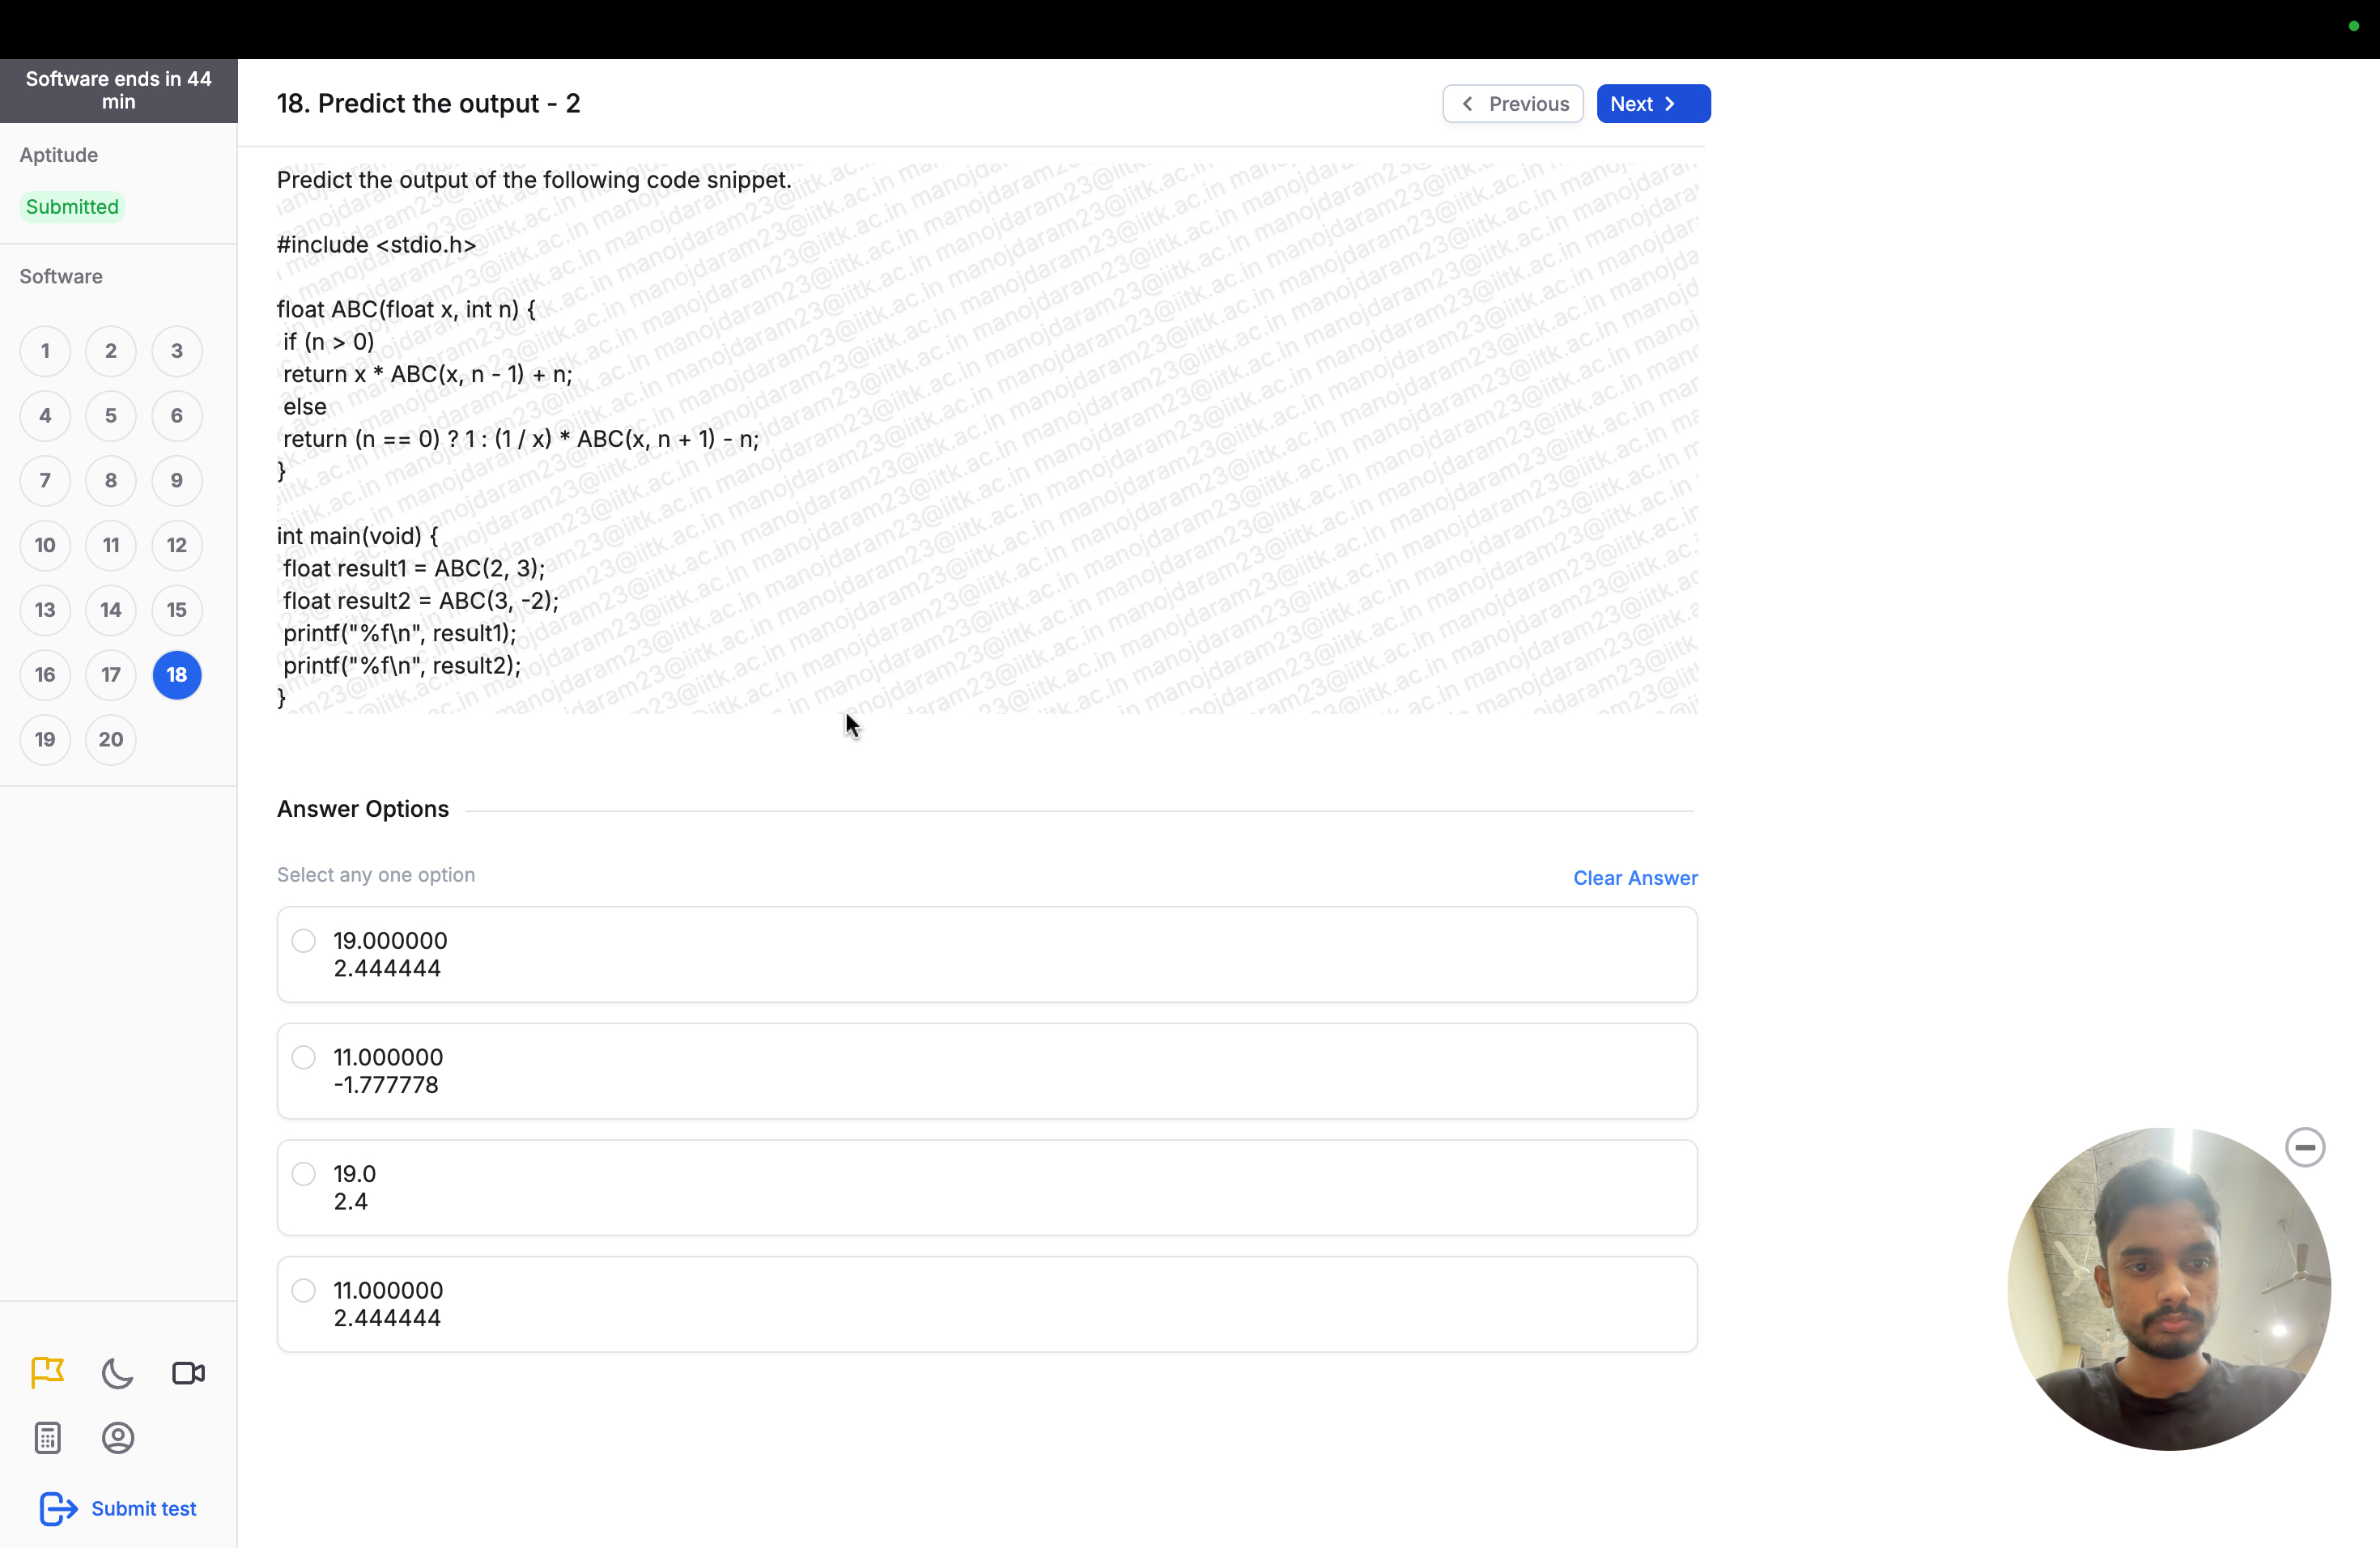 Software ends in 44
min
Aptitude
Submitted
Software
1 2 3
4 5 6
7 8 9
10 11 12
13 14 15
16 17 18
19 20
Submit test
18. Predict the output - 2
Previous
Next
Predict the output of the following code snippet.
#include <stdio.h>
float ABC(float x, int n) {
if (n > 0)
return x * ABC(x, n - 1) + n;
else
return (n == 0) ? 1 : (1 / x) * ABC(x, n + 1) - n;
}
int main(void) {
float result1 = ABC(2, 3);
float result2 = ABC(3, -2);
printf("%f\n", result1);
printf("%f\n", result2);
}
manojdaram23@iitk.ac.in
Answer Options
Select any one option
Clear Answer
19.000000
2.444444
11.000000
-1.777778
19.0
2.4
11.000000
2.444444